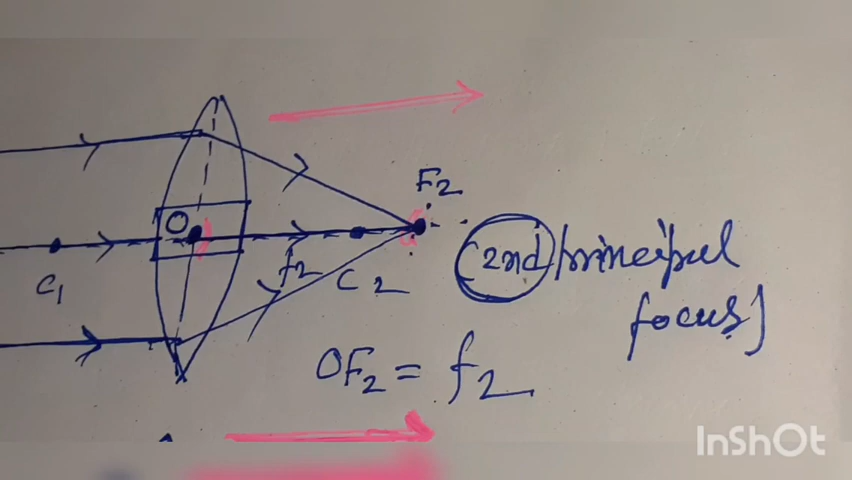 F2
O
(2nd principal
C1
f2
C2
focus)
OF2 = f2
InShOt